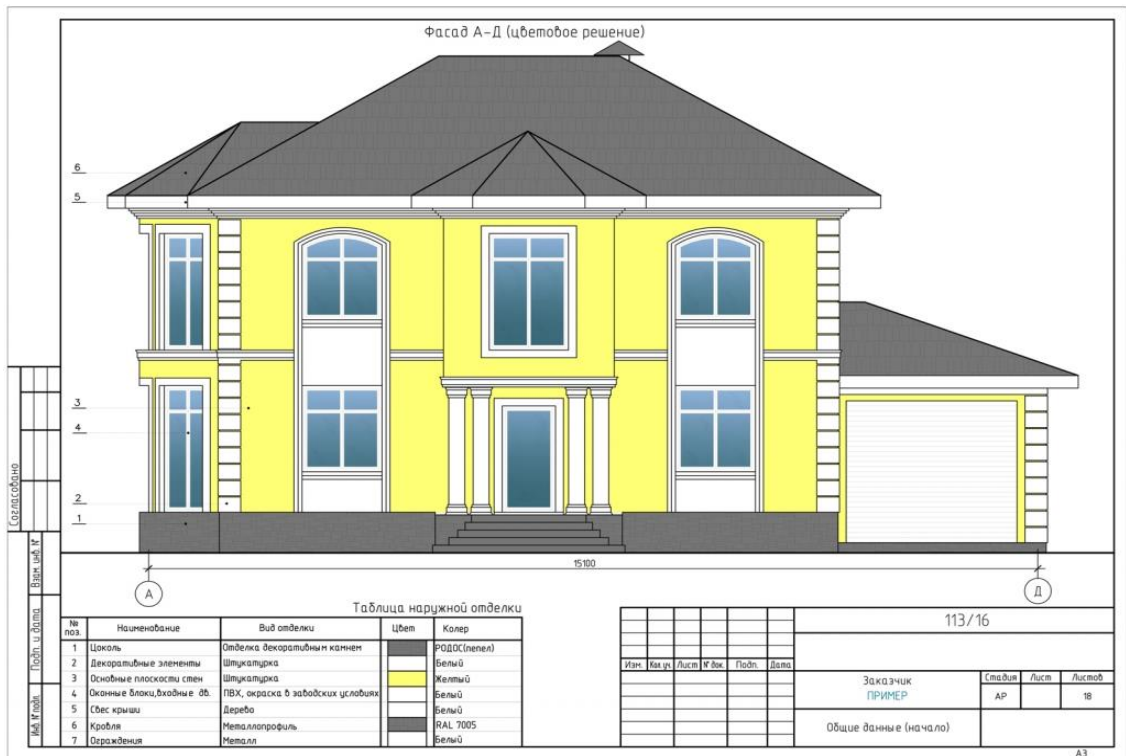 Фасад А-Д (цветовое решение)
6
5
3
4
2
1
15100
А
Д
Согласовано
Взам. инв. №
Подп. и дата
Инв. № подл.
Таблица наружной отделки
№ поз. Наименование Вид отделки Цвет Колер
1 Цоколь Отделка декоративным камнем РОДОС(пепел)
2 Декоративные элементы Штукатурка Белый
3 Основные плоскости стен Штукатурка Желтый
4 Оконные блоки,входные дв. ПВХ, окраска в заводских условиях Белый
5 Свес крыши Дерево Белый
6 Кровля Металлопрофиль RAL 7005
7 Ограждения Металл Белый
113/16
Изм. Кол.уч. Лист № док. Подп. Дата
Заказчик
ПРИМЕР
Стадия Лист Листов
АР 18
Общие данные (начало)
А3